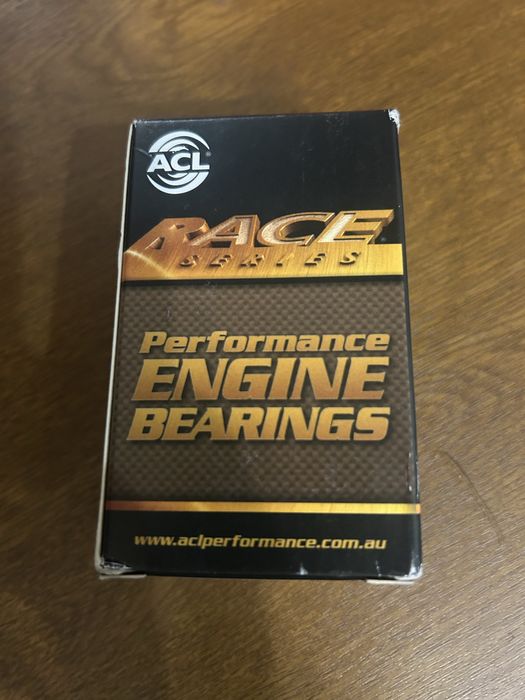 ACL®
RACE
SERIES
Performance
ENGINE
BEARINGS
www.aclperformance.com.au